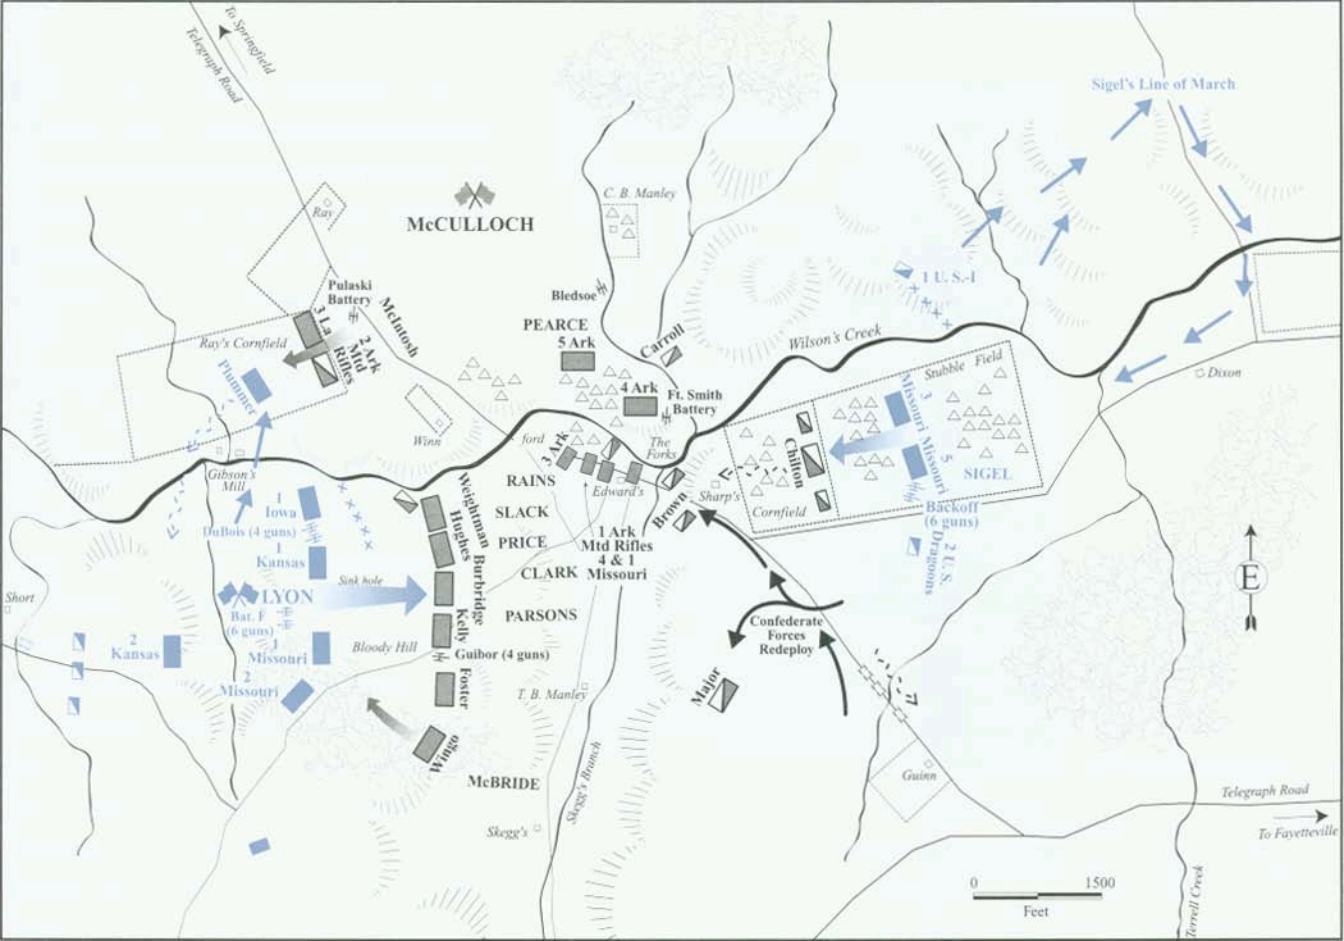 To Springfield
Telegraph Road
Sigel's Line of March
Ray
McCULLOCH
C. B. Manley
1 U. S.-I
Pulaski
Battery
McIntosh
3 La
2 Ark
Mtd
Rifles
Ray's Cornfield
Plummer
Bledsoe
PEARCE
5 Ark
Carroll
Wilson's Creek
4 Ark
Ft. Smith
Battery
Stubble Field
Dixon
Winn
ford
3 Ark
The
Forks
3
Missouri
5
Missouri
SIGEL
Chilton
Gibson's
Mill
RAINS
Edward's
Brown
Sharp's
Cornfield
Backoff
(6 guns)
2 U. S.
Dragoons
1
Iowa
DuBois (4 guns)
1
Kansas
Weightman
Hughes
Burbridge
Kelly
Foster
SLACK
PRICE
CLARK
PARSONS
1 Ark
Mtd Rifles
4 & 1
Missouri
Sink hole
LYON
Bat. F
(6 guns)
Short
2
Kansas
1
Missouri
2
Missouri
Bloody Hill
Guibor (4 guns)
E
Confederate
Forces
Redeploy
T. B. Manley
Major
Wingo
McBRIDE
Skegg's Branch
Skegg's
Guinn
Telegraph Road
To Fayetteville
0 1500
Feet
Terrell Creek